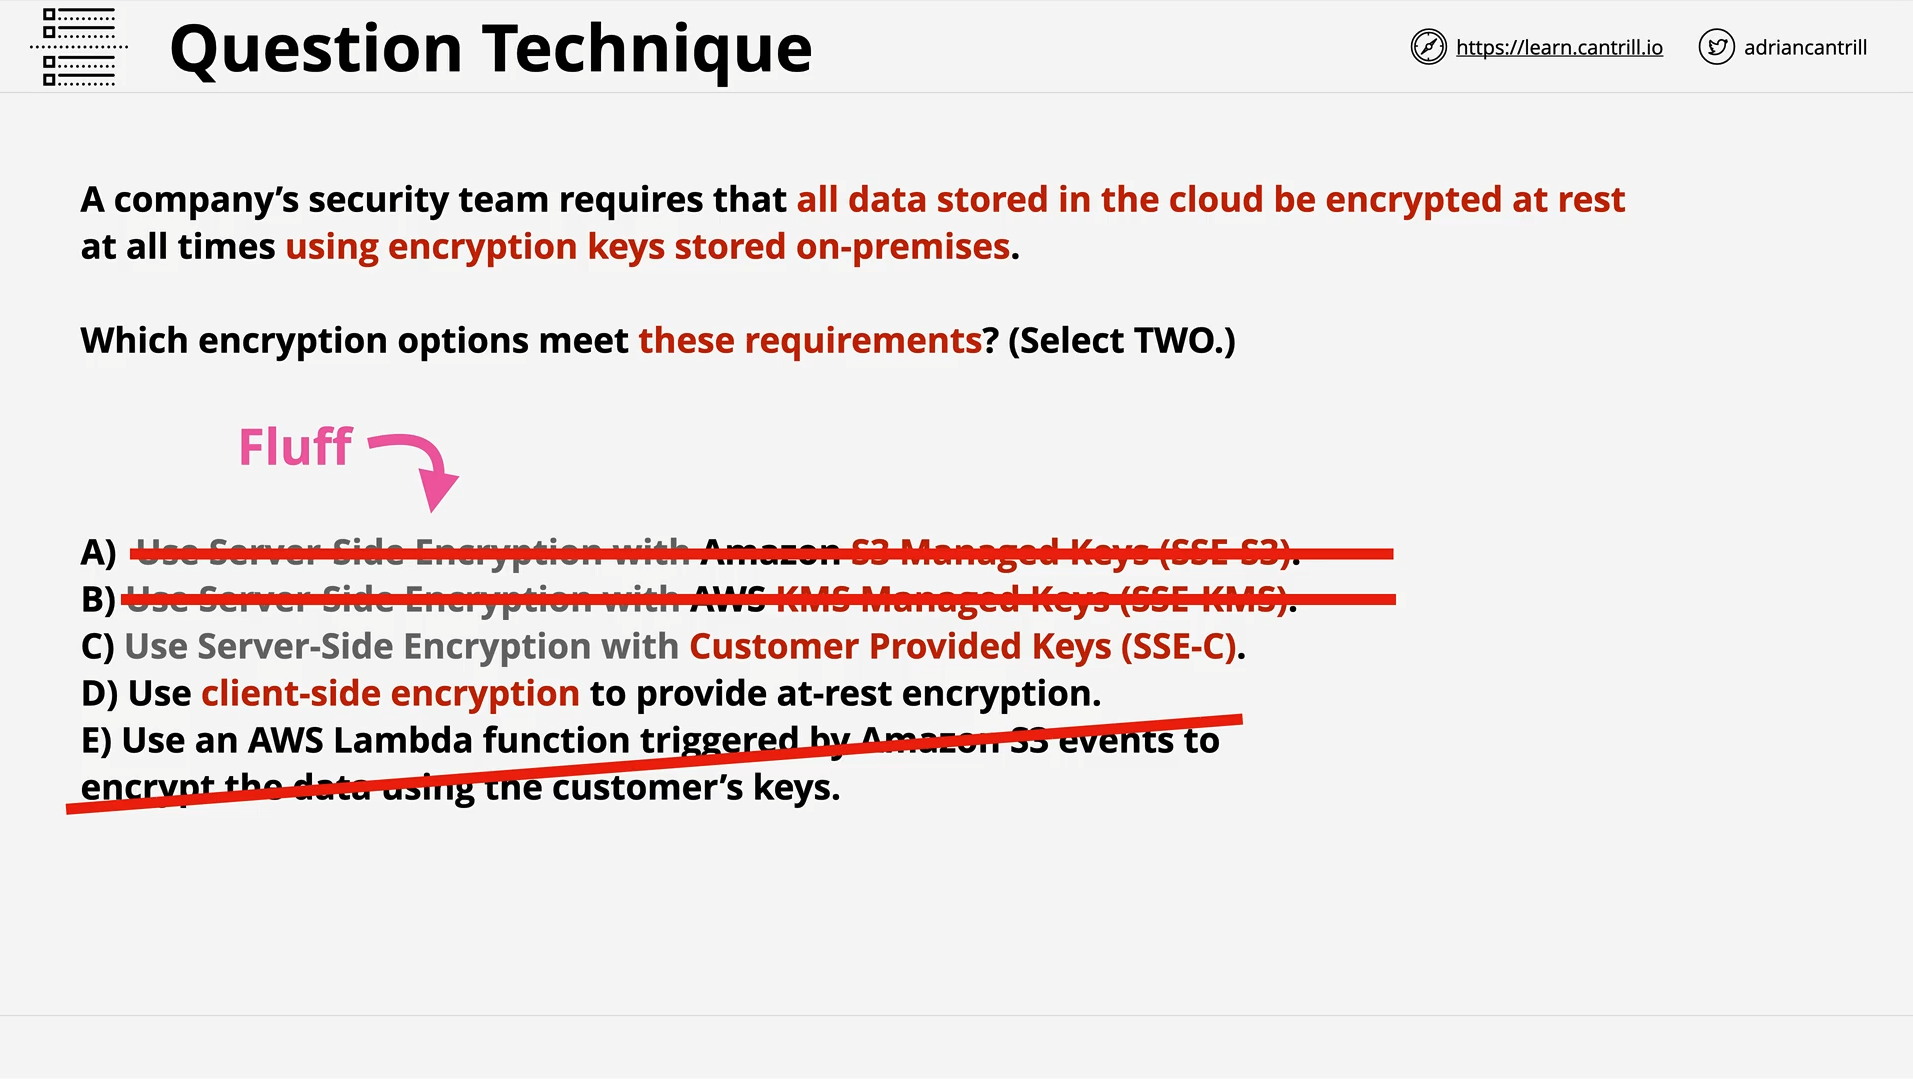 Question Technique
https://learn.cantrill.io
adriancantrill
A company’s security team requires that all data stored in the cloud be encrypted at rest
at all times using encryption keys stored on-premises.
Which encryption options meet these requirements? (Select TWO.)
Fluff
A) Use Server-Side Encryption with Amazon S3 Managed Keys (SSE-S3).
B) Use Server-Side Encryption with AWS KMS Managed Keys (SSE-KMS).
C) Use Server-Side Encryption with Customer Provided Keys (SSE-C).
D) Use client-side encryption to provide at-rest encryption.
E) Use an AWS Lambda function triggered by Amazon S3 events to
encrypt the data using the customer’s keys.